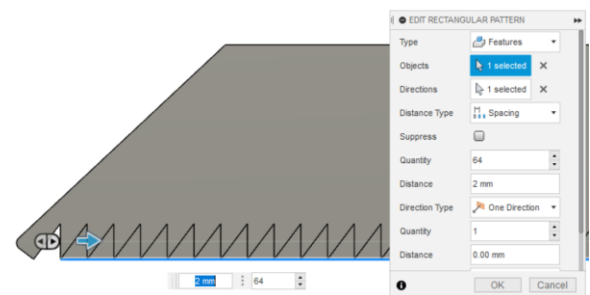 EDIT RECTANGULAR PATTERN
Type Features
Objects 1 selected
Directions 1 selected
Distance Type Spacing
Suppress
Quantity 64
Distance 2 mm
Direction Type One Direction
Quantity 1
Distance 0.00 mm
OK Cancel
2 mm 64